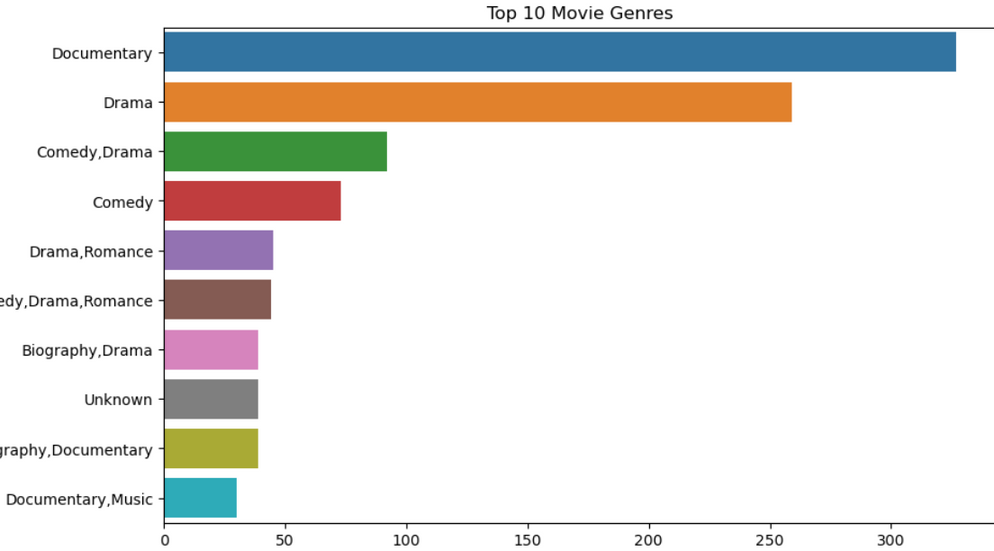 Top 10 Movie Genres
Documentary
Drama
Comedy,Drama
Comedy
Drama,Romance
edy,Drama,Romance
Biography,Drama
Unknown
graphy,Documentary
Documentary,Music
0 50 100 150 200 250 300